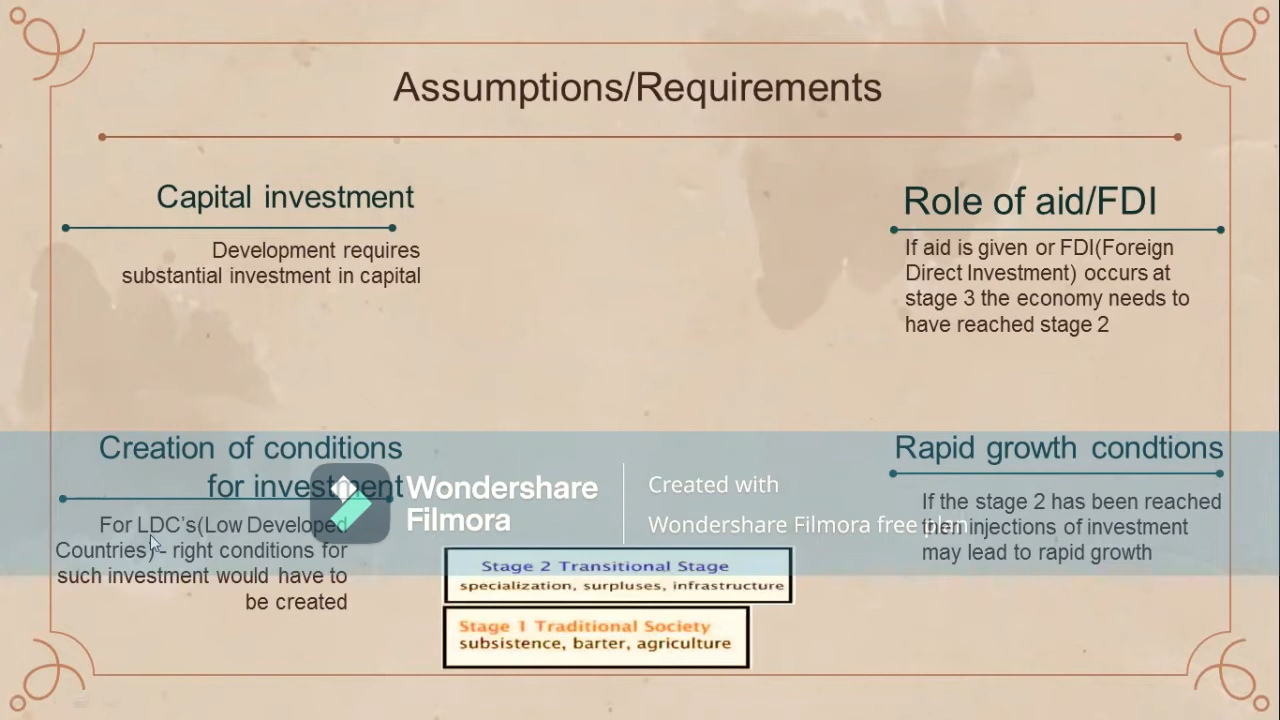 Assumptions/Requirements
Capital investment
Development requires
substantial investment in capital
Role of aid/FDI
If aid is given or FDI(Foreign
Direct Investment) occurs at
stage 3 the economy needs to
have reached stage 2
Creation of conditions
for investment
For LDC's(Low Developed
Countries) - right conditions for
such investment would have to
be created
Rapid growth condtions
If the stage 2 has been reached
then injections of investment
may lead to rapid growth
Wondershare
Filmora
Created with
Wondershare Filmora free plan
Stage 2 Transitional Stage
specialization, surpluses, infrastructure
Stage 1 Traditional Society
subsistence, barter, agriculture